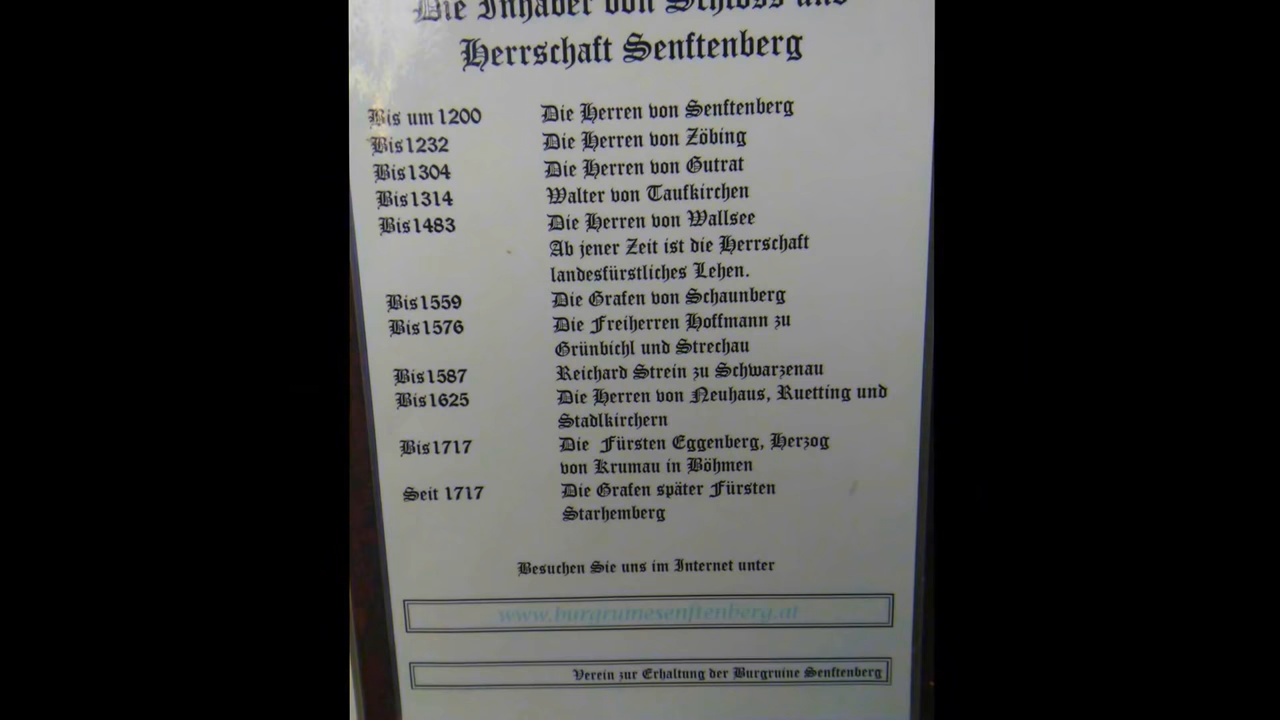 Die Inhaber von Schloss und
Herrschaft Senftenberg
Bis um 1200 Die Herren von Senftenberg
Bis 1232 Die Herren von Zöbing
Bis 1304 Die Herren von Gutrat
Bis 1314 Walter von Taufkirchen
Bis 1483 Die Herren von Wallsee
Ab jener Zeit ist die Herrschaft
landesfürstliches Lehen.
Bis 1559 Die Grafen von Schaunberg
Bis 1576 Die Freiherren Hoffmann zu
Grünbichl und Strechau
Bis 1587 Reichard Strein zu Schwarzenau
Bis 1625 Die Herren von Neuhaus, Ruetting und
Stadlkirchern
Bis 1717 Die Fürsten Eggenberg, Herzog
von Krumau in Böhmen
Seit 1717 Die Grafen später Fürsten
Starhemberg
Besuchen Sie uns im Internet unter
www.burgruinesenftenberg.at
Verein zur Erhaltung der Burgruine Senftenberg